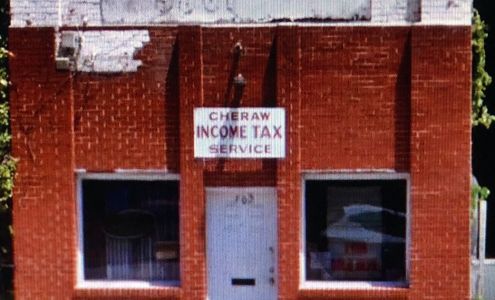 CHERAW
INCOME TAX
SERVICE